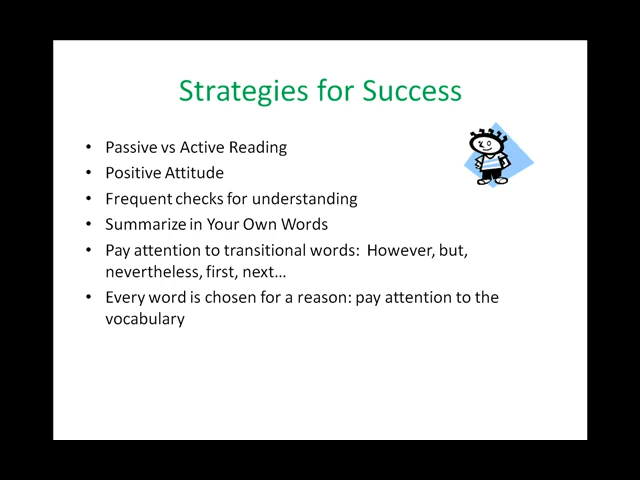 Strategies for Success
• Passive vs Active Reading
• Positive Attitude
• Frequent checks for understanding
• Summarize in Your Own Words
• Pay attention to transitional words:  However, but,
nevertheless, first, next…
• Every word is chosen for a reason: pay attention to the
vocabulary